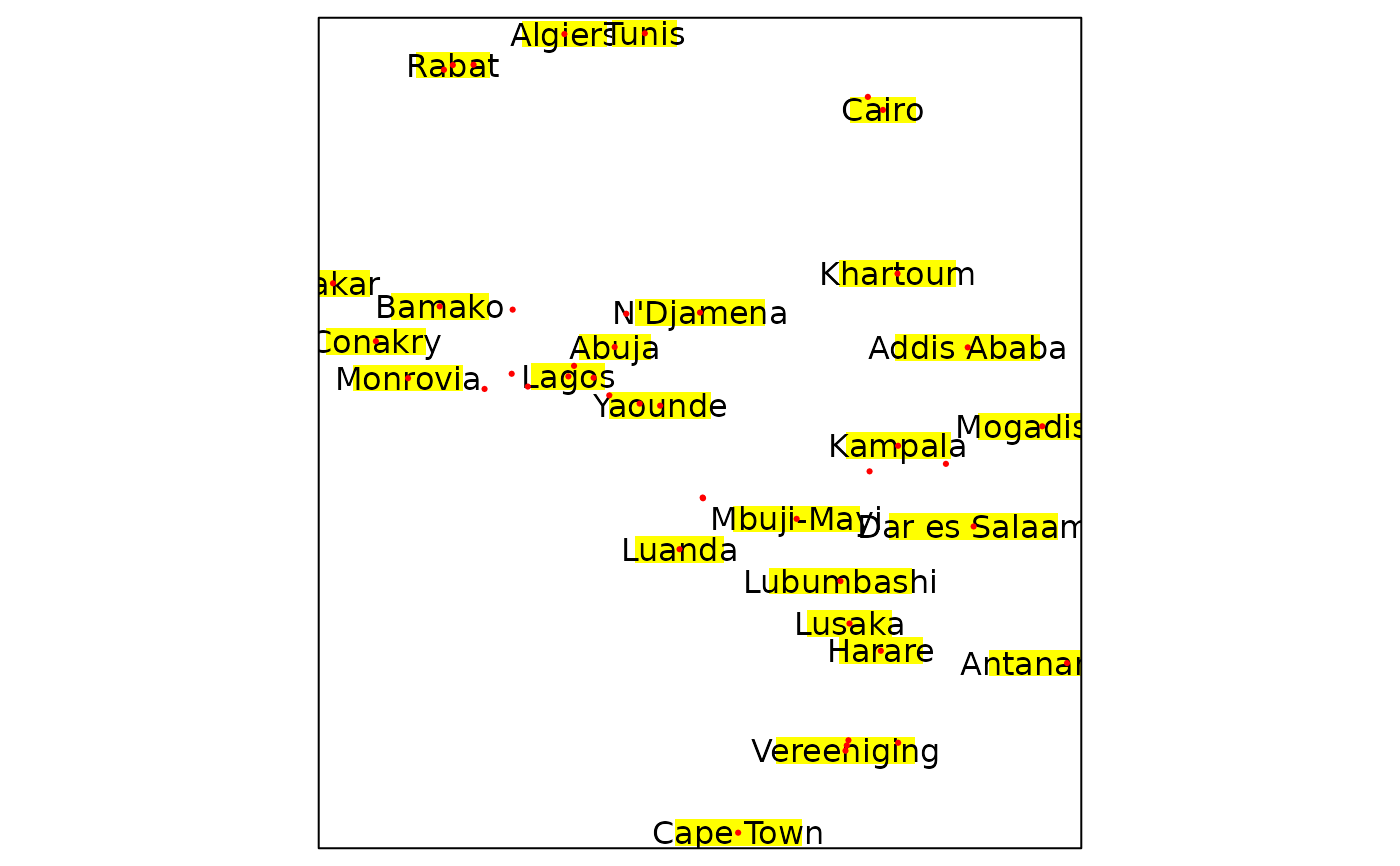 Algiers
Tunis
Rabat
Cairo
Khartoum
akar
Bamako
N'Djamena
Conakry
Abuja
Addis Ababa
Monrovia
Lagos
Yaounde
Mogadis
Kampala
Mbuji-Mayi
Dar es Salaam
Luanda
Lubumbashi
Lusaka
Harare
Antanar
Vereeniging
Cape Town